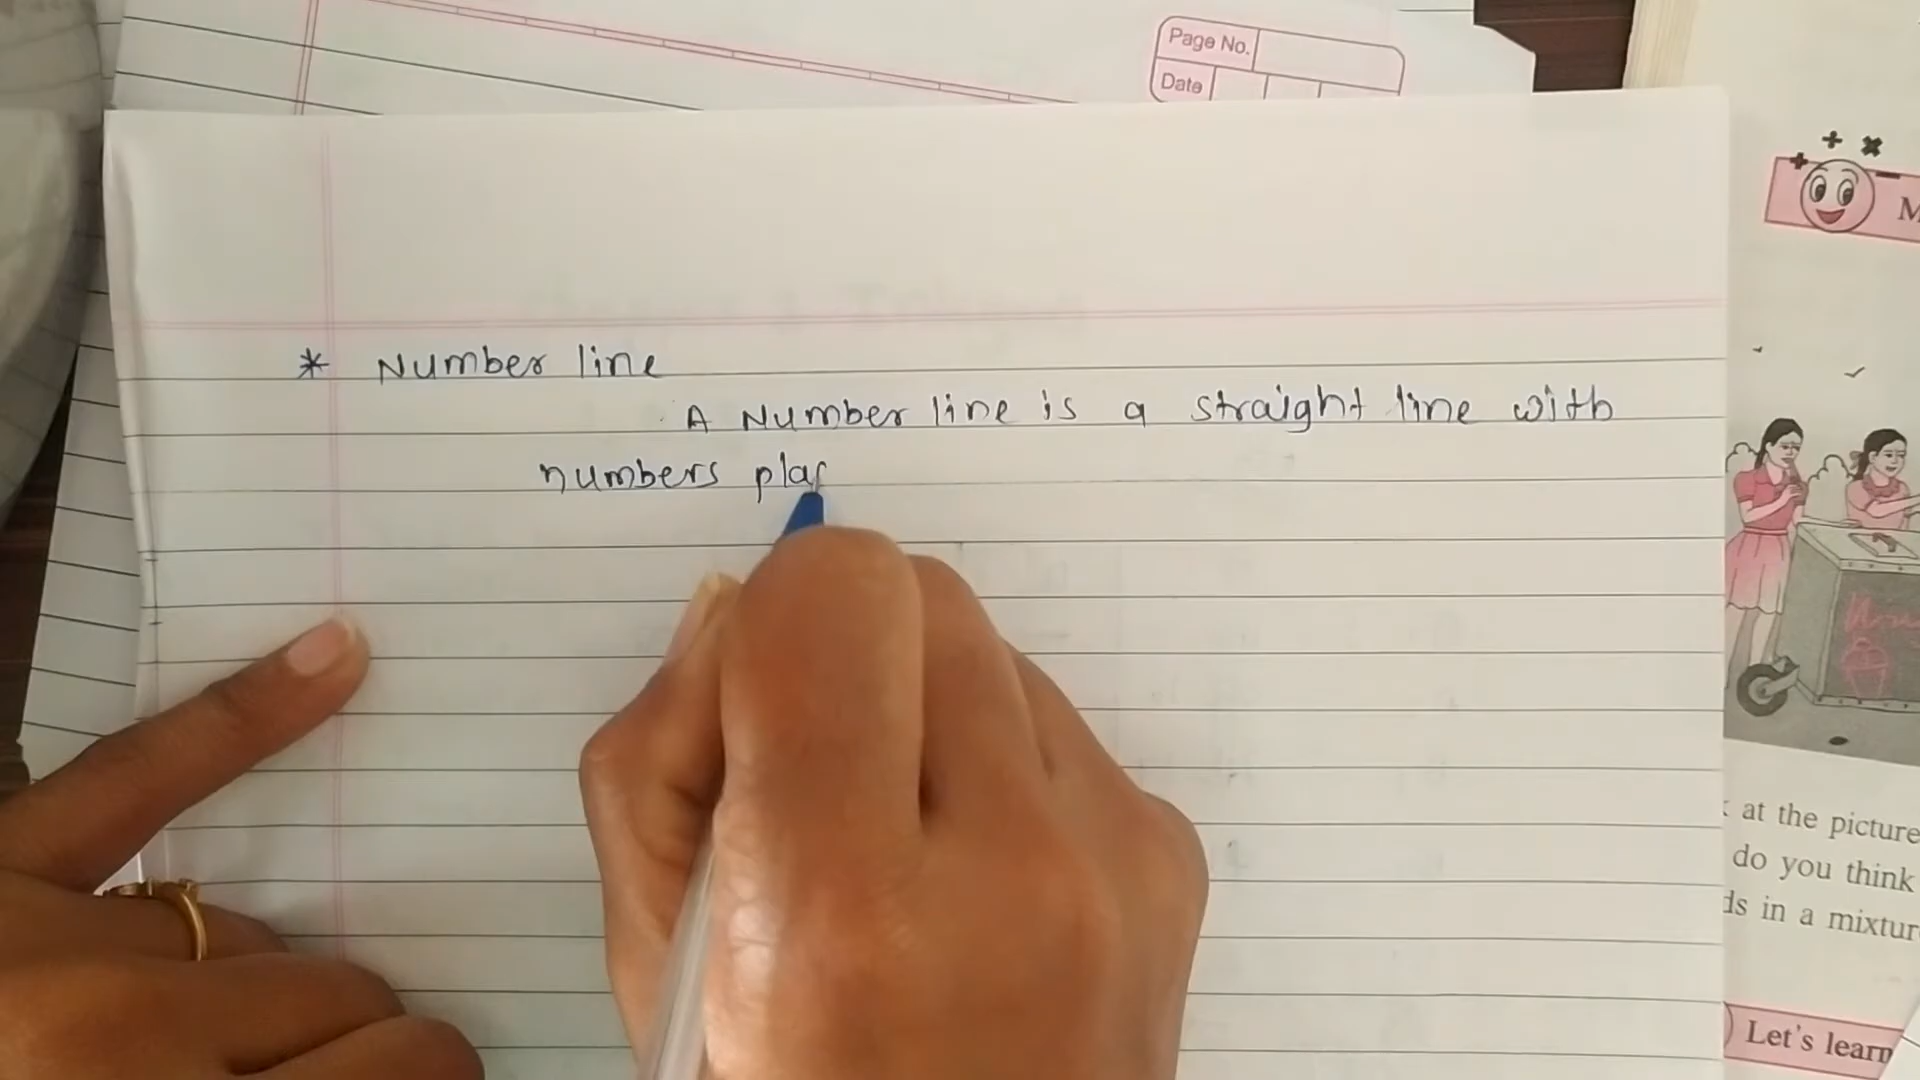 Page No.
Date
* Number line
A Number line is a straight line with
numbers plac
M
at the picture
do you think
ds in a mixtur
Let's learn